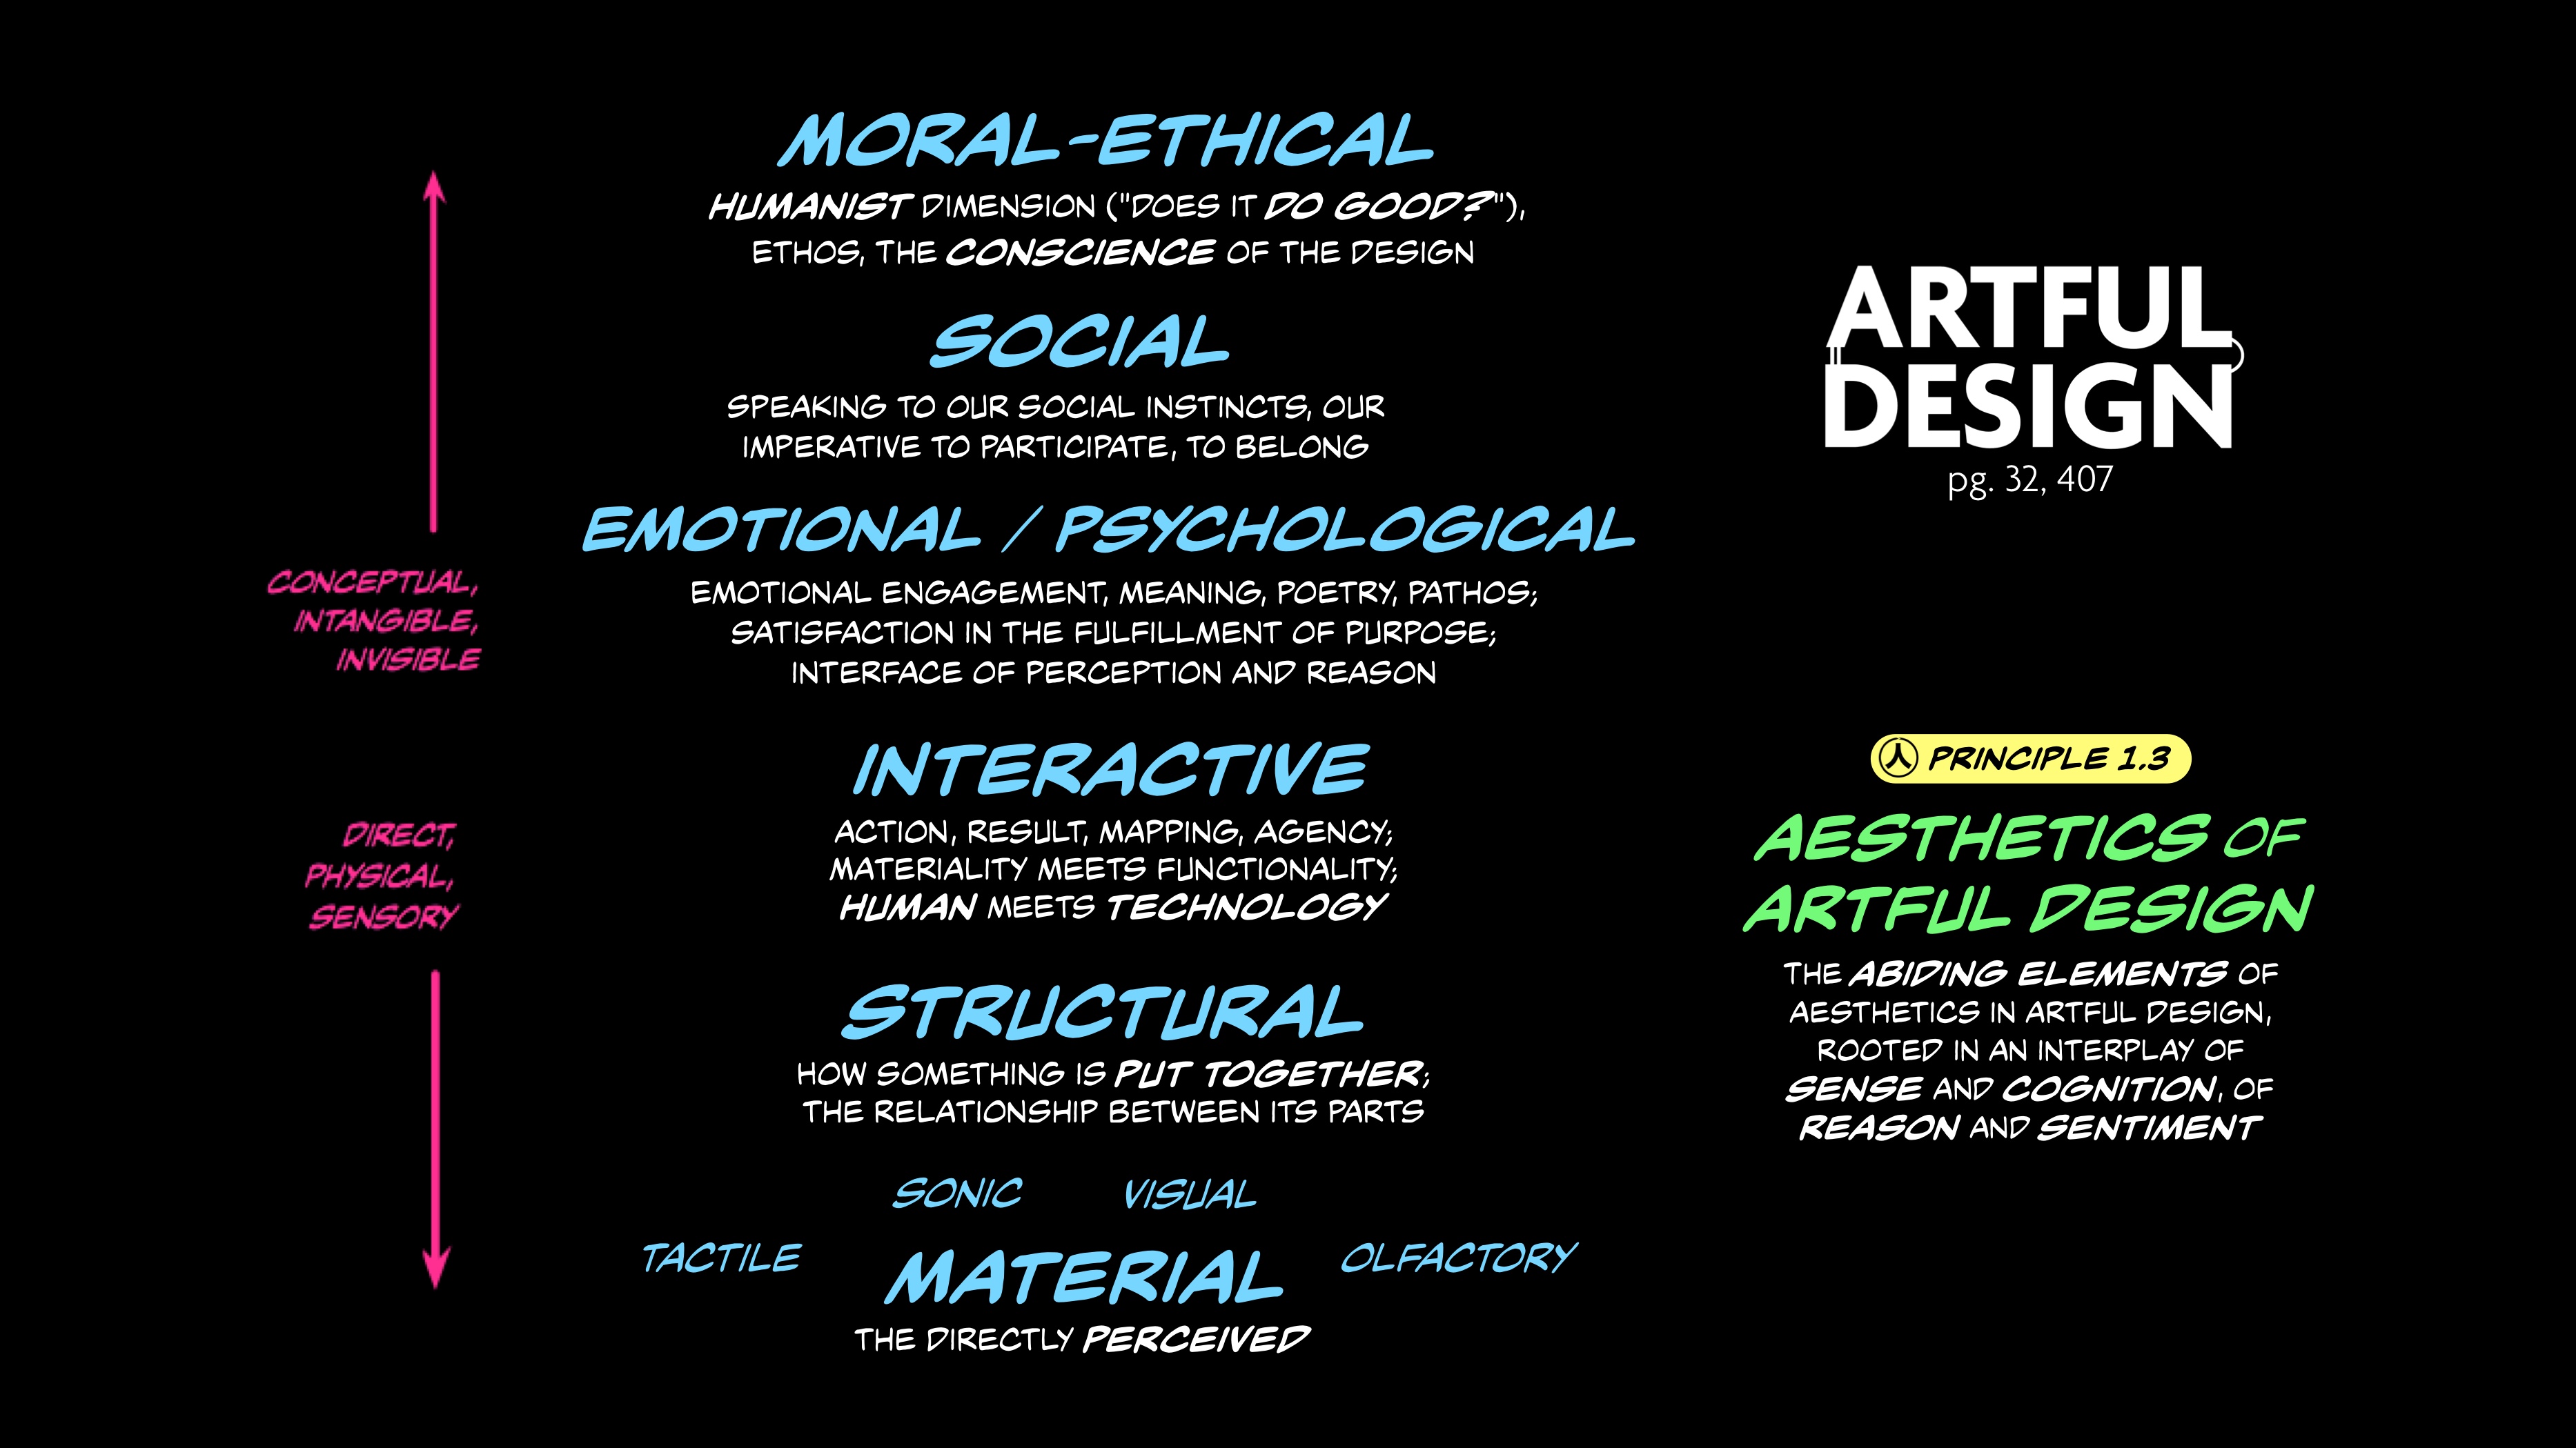 MORAL-ETHICAL
HUMANIST DIMENSION ("DOES IT DO GOOD?"),
ETHOS, THE CONSCIENCE OF THE DESIGN
SOCIAL
SPEAKING TO OUR SOCIAL INSTINCTS, OUR
IMPERATIVE TO PARTICIPATE, TO BELONG
EMOTIONAL / PSYCHOLOGICAL
EMOTIONAL ENGAGEMENT, MEANING, POETRY, PATHOS;
SATISFACTION IN THE FULFILLMENT OF PURPOSE;
INTERFACE OF PERCEPTION AND REASON
INTERACTIVE
ACTION, RESULT, MAPPING, AGENCY;
MATERIALITY MEETS FUNCTIONALITY;
HUMAN MEETS TECHNOLOGY
STRUCTURAL
HOW SOMETHING IS PUT TOGETHER;
THE RELATIONSHIP BETWEEN ITS PARTS
SONIC VISUAL
TACTILE MATERIAL OLFACTORY
THE DIRECTLY PERCEIVED
CONCEPTUAL,
INTANGIBLE,
INVISIBLE
DIRECT,
PHYSICAL,
SENSORY
ARTFUL
DESIGN
pg. 32, 407
PRINCIPLE 1.3
AESTHETICS OF
ARTFUL DESIGN
THE ABIDING ELEMENTS OF
AESTHETICS IN ARTFUL DESIGN,
ROOTED IN AN INTERPLAY OF
SENSE AND COGNITION, OF
REASON AND SENTIMENT